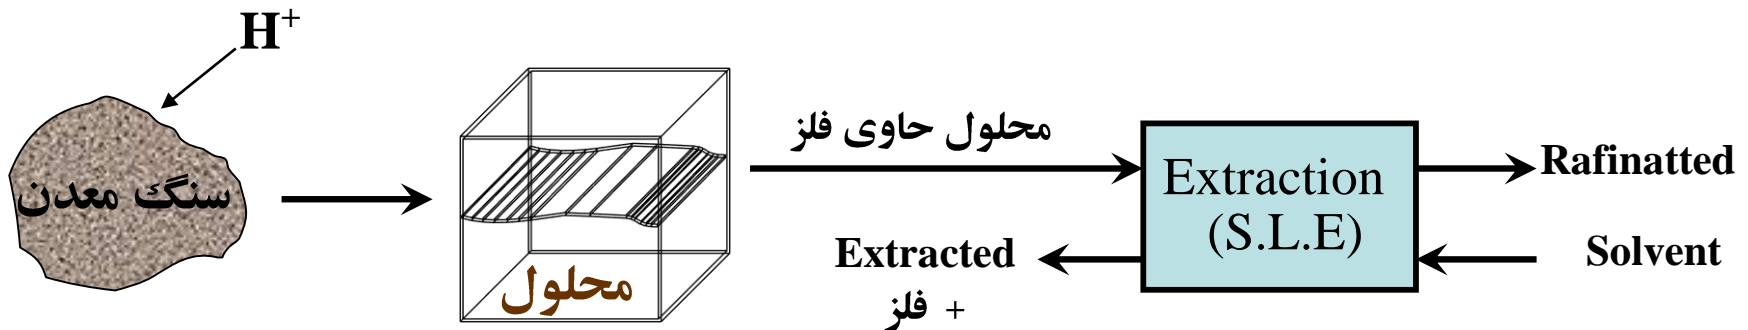 H+
سنگ معدن
محلول
محلول حاوی فلز
Extraction
(S.L.E)
Rafinatted
Solvent
Extracted
+ فلز